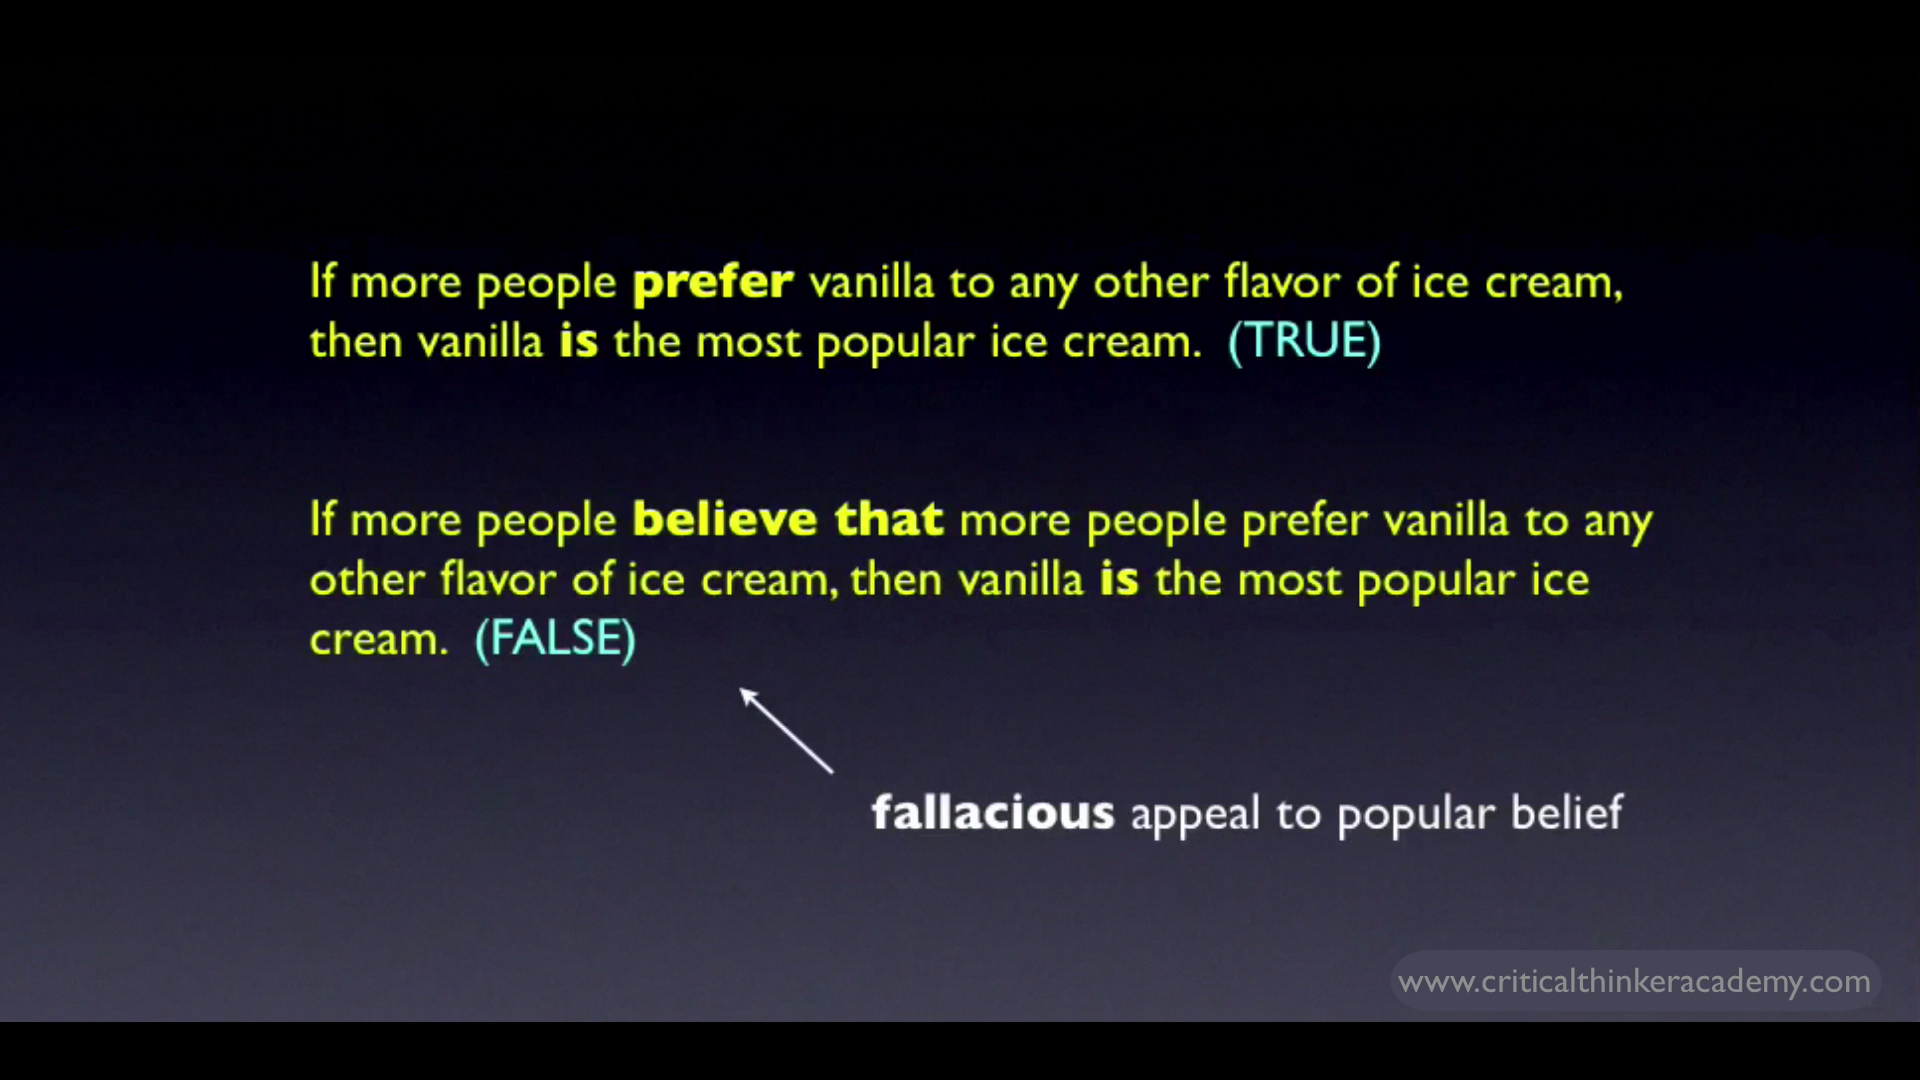 If more people prefer vanilla to any other flavor of ice cream,
then vanilla is the most popular ice cream. (TRUE)
If more people believe that more people prefer vanilla to any
other flavor of ice cream, then vanilla is the most popular ice
cream. (FALSE)
fallacious appeal to popular belief
www.criticalthinkeracademy.com